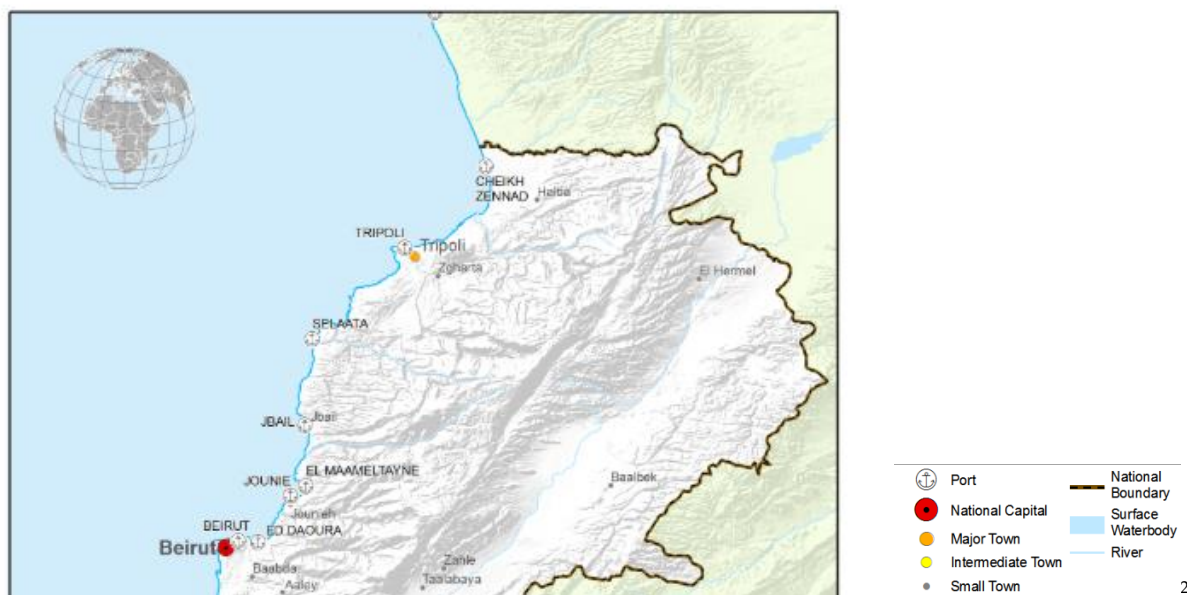 CHEIKH
ZENNAD
Halba
TRIPOLI
Tripoli
Zgharta
El Hermel
SELAATA
JBAIL
Jbail
EL MAAMELTAYNE
JOUNIE
Jounieh
Baalbek
BEIRUT
ED DAOURA
Beirut
Baabda
Zahle
Aaley
Taalabaya
Port
National
Boundary
National Capital
Surface
Waterbody
Major Town
Intermediate Town
River
Small Town
2